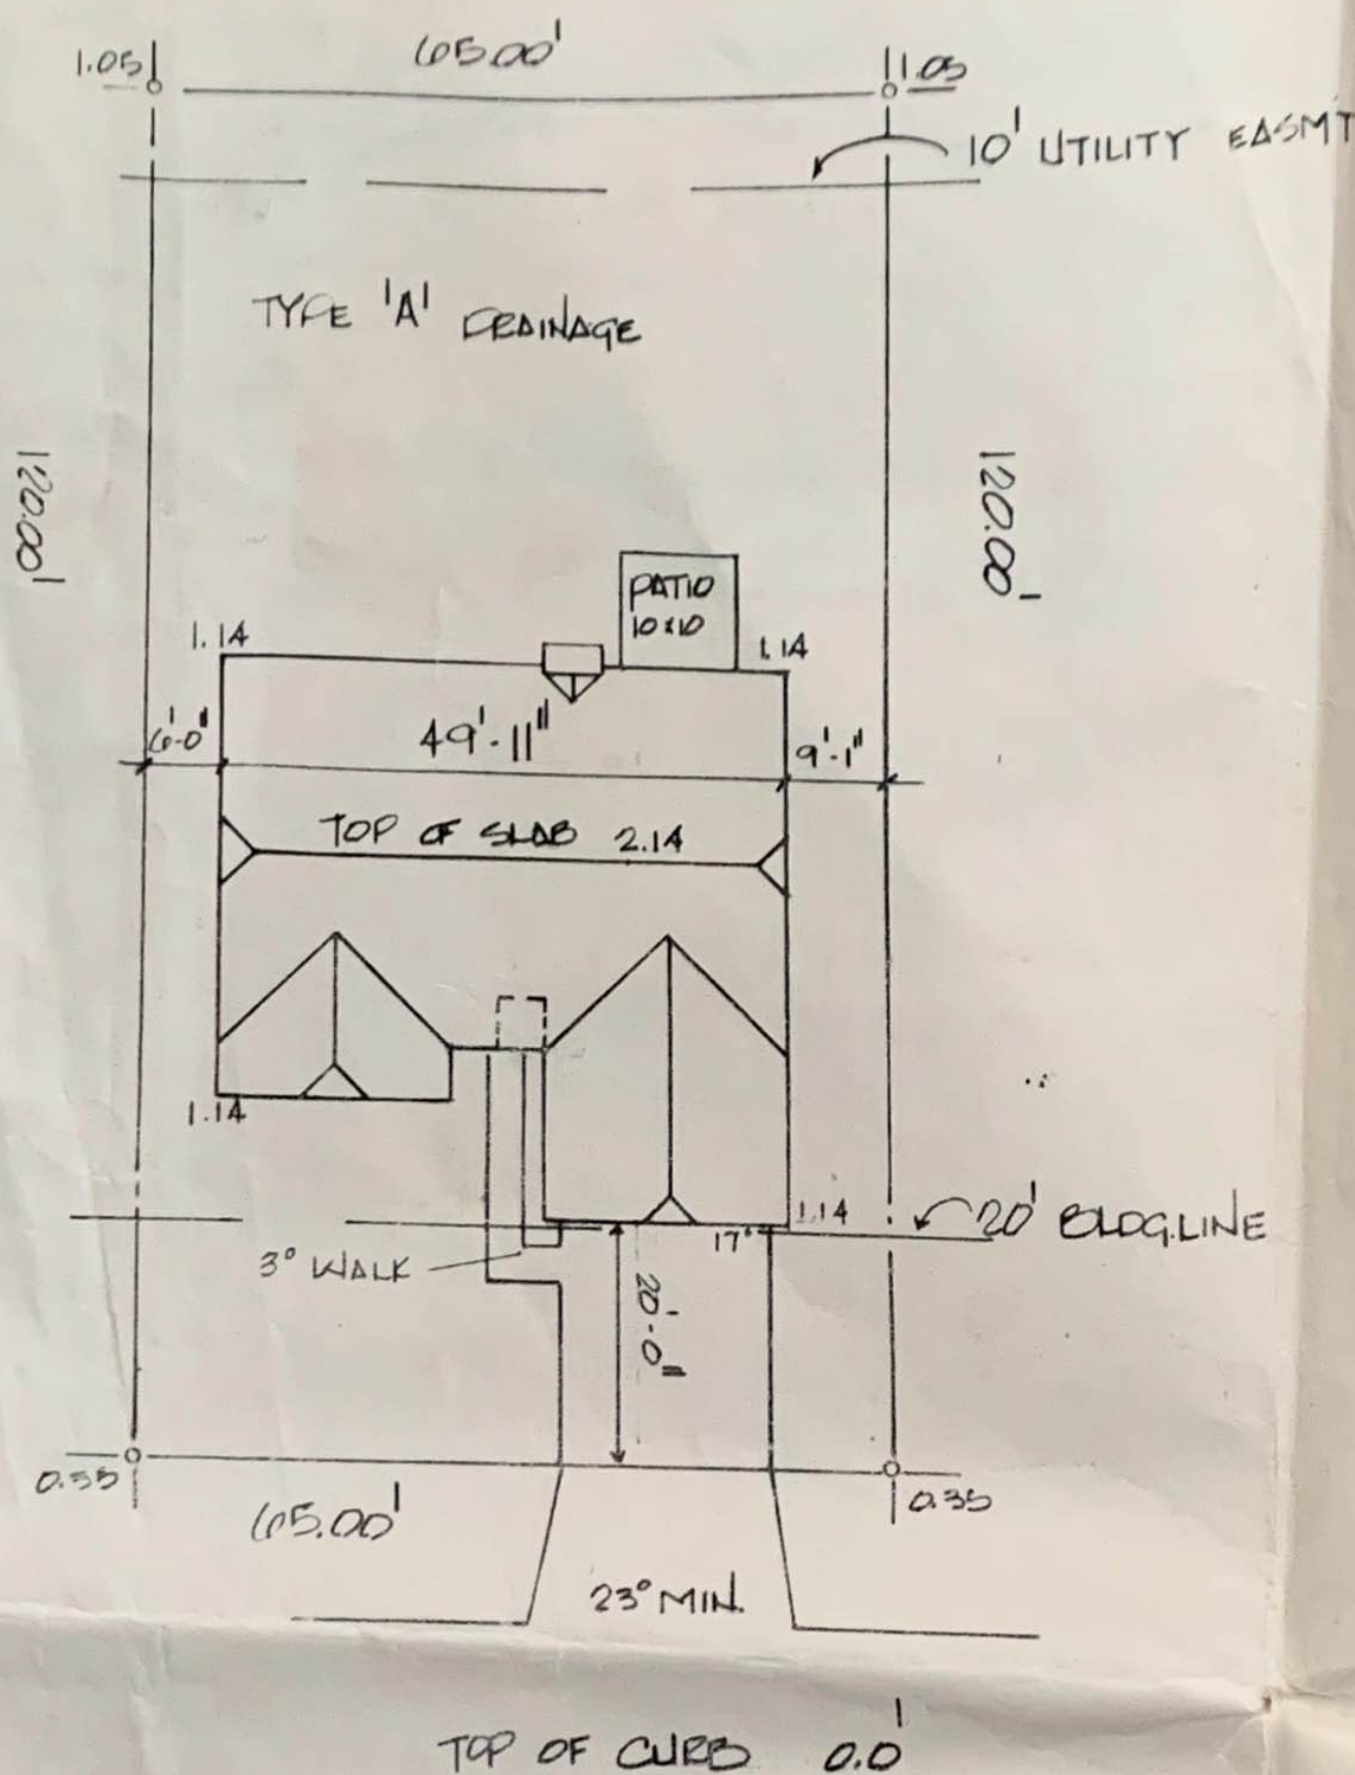 65.00'
1.05
1.05
10' UTILITY EASMT
TYPE 'A' DRAINAGE
120.00'
120.00'
PATIO
10x10
1.14
1.14
6'-0"
49'-11"
9'-1"
TOP OF SLAB 2.14
1.14
1.14
20' BLDG.LINE
17°
3° WALK
20'-0"
0.35
0.35
65.00'
23° MIN.
TOP OF CURB 0.0'